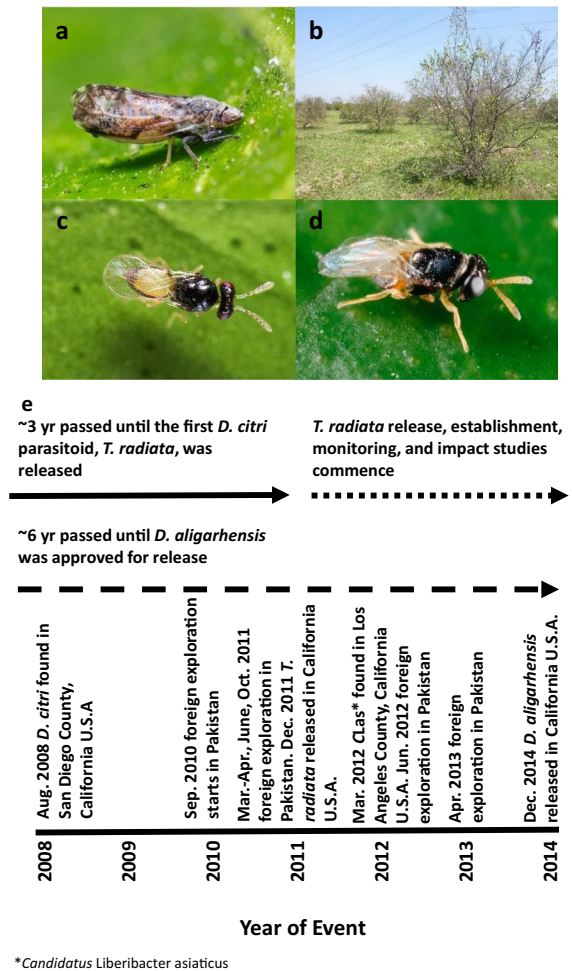 a
b
c
d
e
~3 yr passed until the first D. citri
parasitoid, T. radiata, was
released
T. radiata release, establishment,
monitoring, and impact studies
commence
~6 yr passed until D. aligarhensis
was approved for release
Aug. 2008 D. citri found in
San Diego County,
California U.S.A
Sep. 2010 foreign exploration
starts in Pakistan
Mar.-Apr., June, Oct. 2011
foreign exploration in
Pakistan. Dec. 2011 T.
radiata released in California
U.S.A.
Mar. 2012 CLas* found in Los
Angeles County, California
U.S.A. Jun. 2012 foreign
exploration in Pakistan
Apr. 2013 foreign
exploration in Pakistan
Dec. 2014 D. aligarhensis
released in California U.S.A.
2008
2009
2010
2011
2012
2013
2014
Year of Event
*Candidatus Liberibacter asiaticus